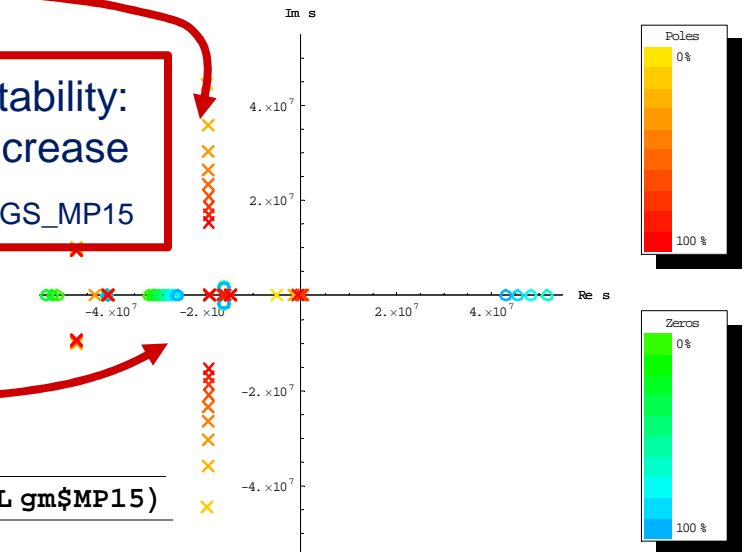 Im s
Poles
0%
100 %
tability:
crease
GS_MP15
4.×10⁷
2.×10⁷
-4.×10⁷
-2.×10
2.×10⁷
4.×10⁷
Re s
-2.×10⁷
-4.×10⁷
Zeros
0%
100 %
L gm$MP15)